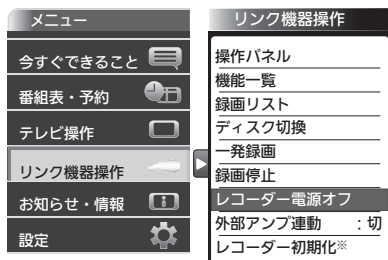 メニュー
今すぐできること
番組表・予約
テレビ操作
リンク機器操作
お知らせ・情報
設定
リンク機器操作
操作パネル
機能一覧
録画リスト
ディスク切換
一発録画
録画停止
レコーダー電源オフ
外部アンプ連動　：切
レコーダー初期化※